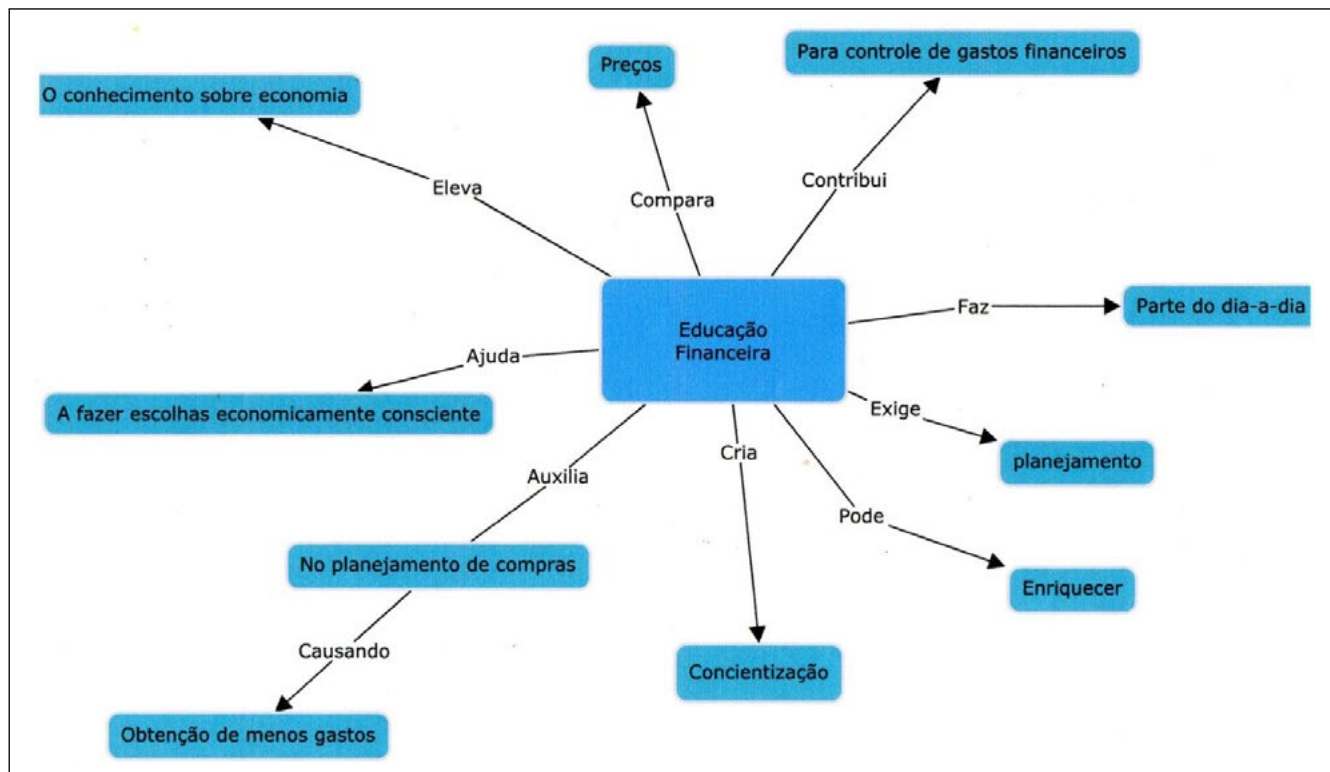 Preços
Para controle de gastos financeiros
O conhecimento sobre economia
Eleva
Compara
Contribui
Educação
Financeira
Faz
Parte do dia-a-dia
Ajuda
A fazer escolhas economicamente consciente
Exige
planejamento
Auxilia
Cria
Pode
No planejamento de compras
Enriquecer
Causando
Concientização
Obtenção de menos gastos